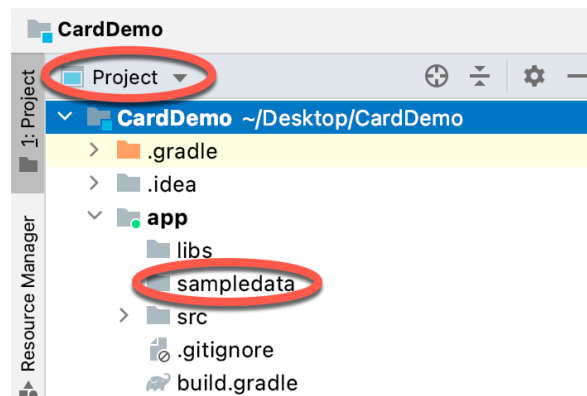 CardDemo
Project
CardDemo ~/Desktop/CardDemo
.gradle
.idea
app
libs
sampledata
src
.gitignore
build.gradle
1: Project
Resource Manager